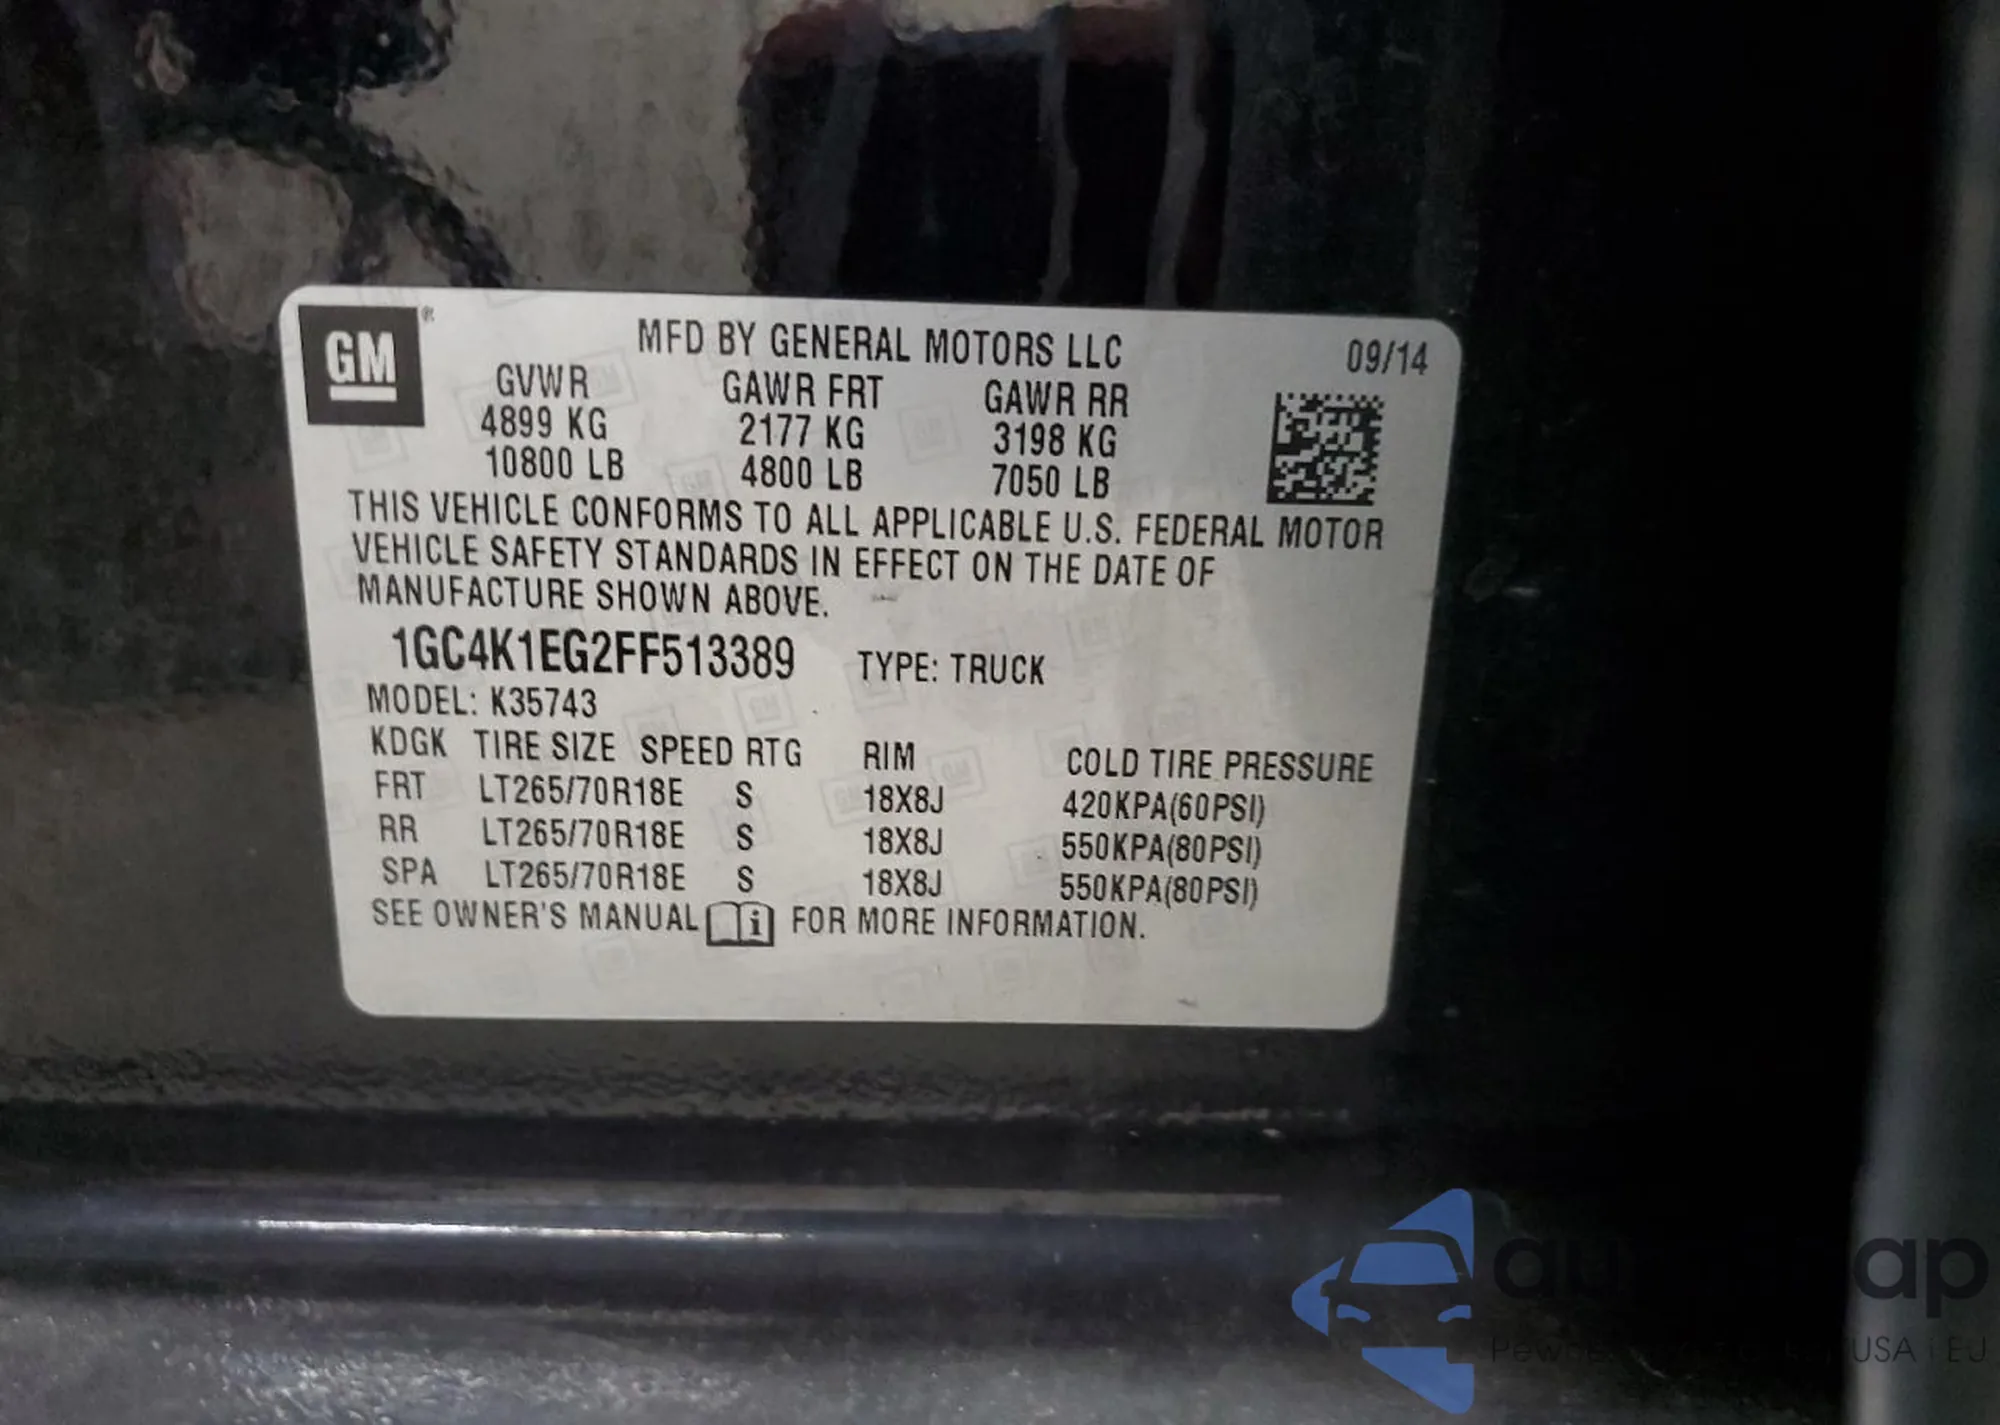 GM ®
MFD BY GENERAL MOTORS LLC 09/14
GVWR GAWR FRT GAWR RR
4899 KG 2177 KG 3198 KG
10800 LB 4800 LB 7050 LB
THIS VEHICLE CONFORMS TO ALL APPLICABLE U.S. FEDERAL MOTOR
VEHICLE SAFETY STANDARDS IN EFFECT ON THE DATE OF
MANUFACTURE SHOWN ABOVE.
1GC4K1EG2FF513389 TYPE: TRUCK
MODEL: K35743
KDGK TIRE SIZE SPEED RTG RIM COLD TIRE PRESSURE
FRT LT265/70R18E S 18X8J 420KPA(60PSI)
RR LT265/70R18E S 18X8J 550KPA(80PSI)
SPA LT265/70R18E S 18X8J 550KPA(80PSI)
SEE OWNER'S MANUAL i FOR MORE INFORMATION.
USA i EU